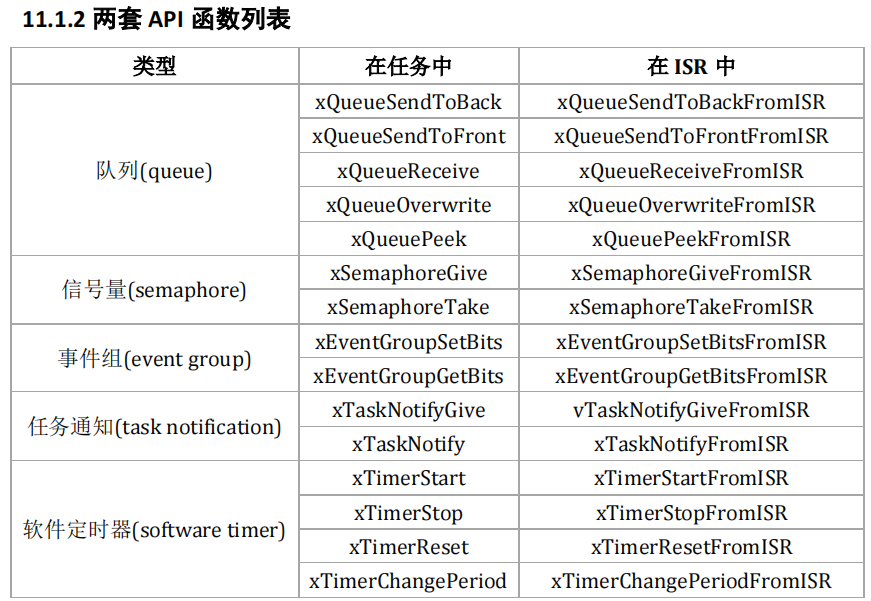 11.1.2 两套 API 函数列表
类型 在任务中 在 ISR 中
队列(queue) xQueueSendToBack xQueueSendToBackFromISR
xQueueSendToFront xQueueSendToFrontFromISR
xQueueReceive xQueueReceiveFromISR
xQueueOverwrite xQueueOverwriteFromISR
xQueuePeek xQueuePeekFromISR
信号量(semaphore) xSemaphoreGive xSemaphoreGiveFromISR
xSemaphoreTake xSemaphoreTakeFromISR
事件组(event group) xEventGroupSetBits xEventGroupSetBitsFromISR
xEventGroupGetBits xEventGroupGetBitsFromISR
任务通知(task notification) xTaskNotifyGive vTaskNotifyGiveFromISR
xTaskNotify xTaskNotifyFromISR
软件定时器(software timer) xTimerStart xTimerStartFromISR
xTimerStop xTimerStopFromISR
xTimerReset xTimerResetFromISR
xTimerChangePeriod xTimerChangePeriodFromISR